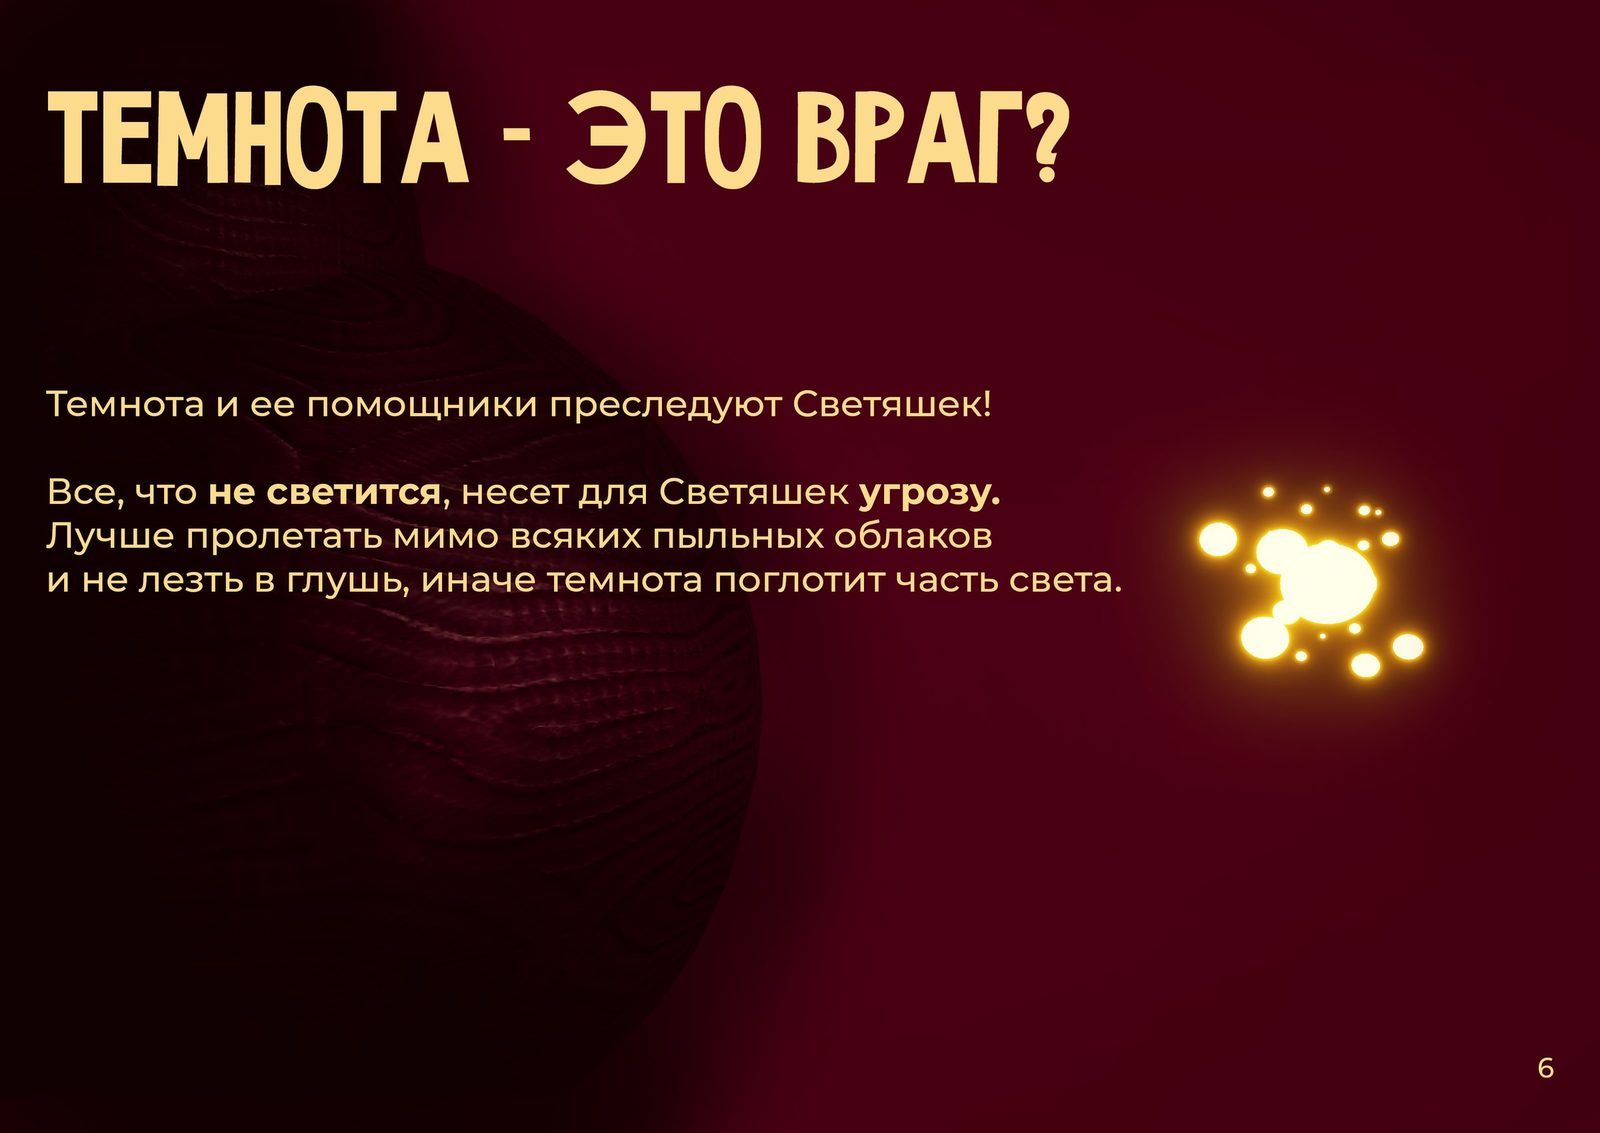 ТЕМНОТА - ЭТО ВРАГ?
Темнота и ее помощники преследуют Светяшек!
Все, что не светится, несет для Светяшек угрозу.
Лучше пролетать мимо всяких пыльных облаков
и не лезть в глушь, иначе темнота поглотит часть света.
6